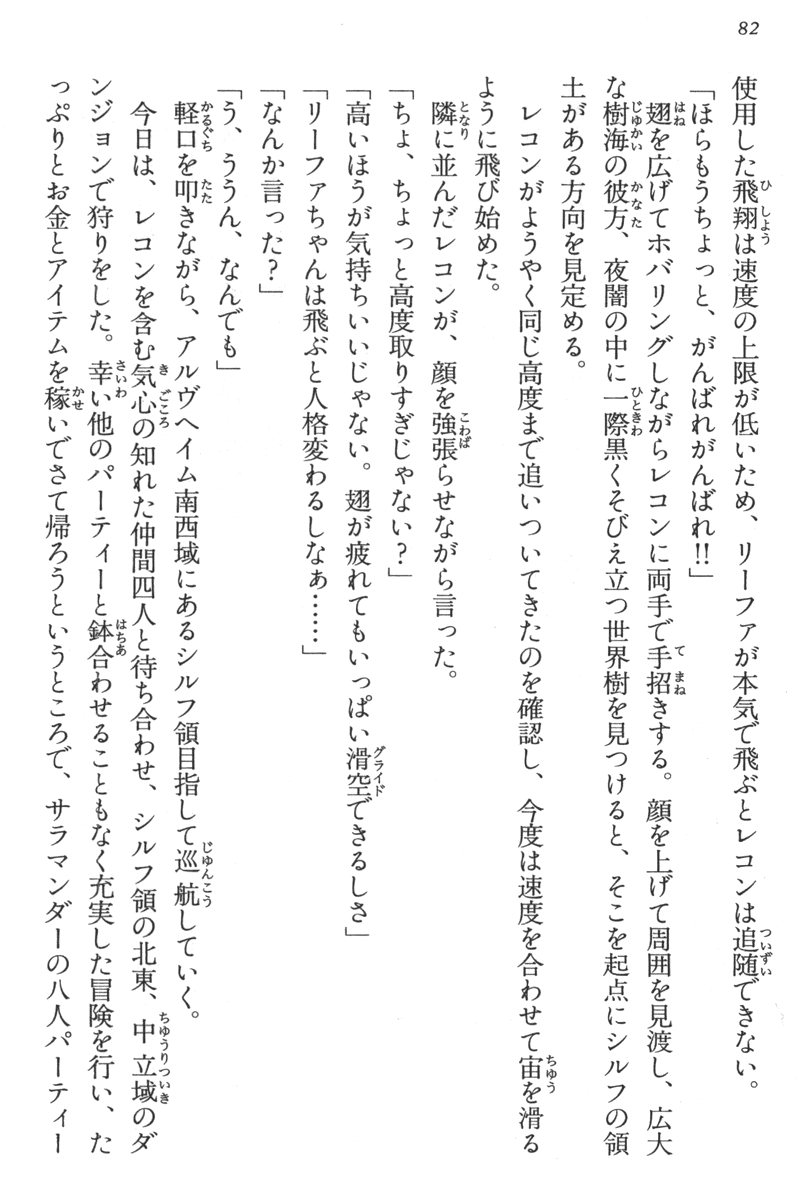 82
使用した飛翔は速度の上限が低いため、リーファが本気で飛ぶとレコンは追随できない。
「ほらもうちょっと、がんばれがんばれ!!」
翅を広げてホバリングしながらレコンに両手で手招きする。顔を上げて周囲を見渡し、広大
な樹海の彼方、夜闇の中に一際黒くそびえ立つ世界樹を見つけると、そこを起点にシルフの領
土がある方向を見定める。
レコンがようやく同じ高度まで追いついてきたのを確認し、今度は速度を合わせて宙を滑る
ように飛び始めた。
隣に並んだレコンが、顔を強張らせながら言った。
「ちょ、ちょっと高度取りすぎじゃない？」
「高いほうが気持ちいいじゃない。翅が疲れてもいっぱい滑空できるしさ」
「リーファちゃんは飛ぶと人格変わるしなぁ……」
「なんか言った？」
「う、ううん、なんでも」
軽口を叩きながら、アルヴヘイム南西域にあるシルフ領目指して巡航していく。
今日は、レコンを含む気心の知れた仲間四人と待ち合わせ、シルフ領の北東、中立域のダ
ンジョンで狩りをした。幸い他のパーティーと鉢合わせることもなく充実した冒険を行い、た
っぷりとお金とアイテムを稼いでさて帰ろうというところで、サラマンダーの八人パーティー